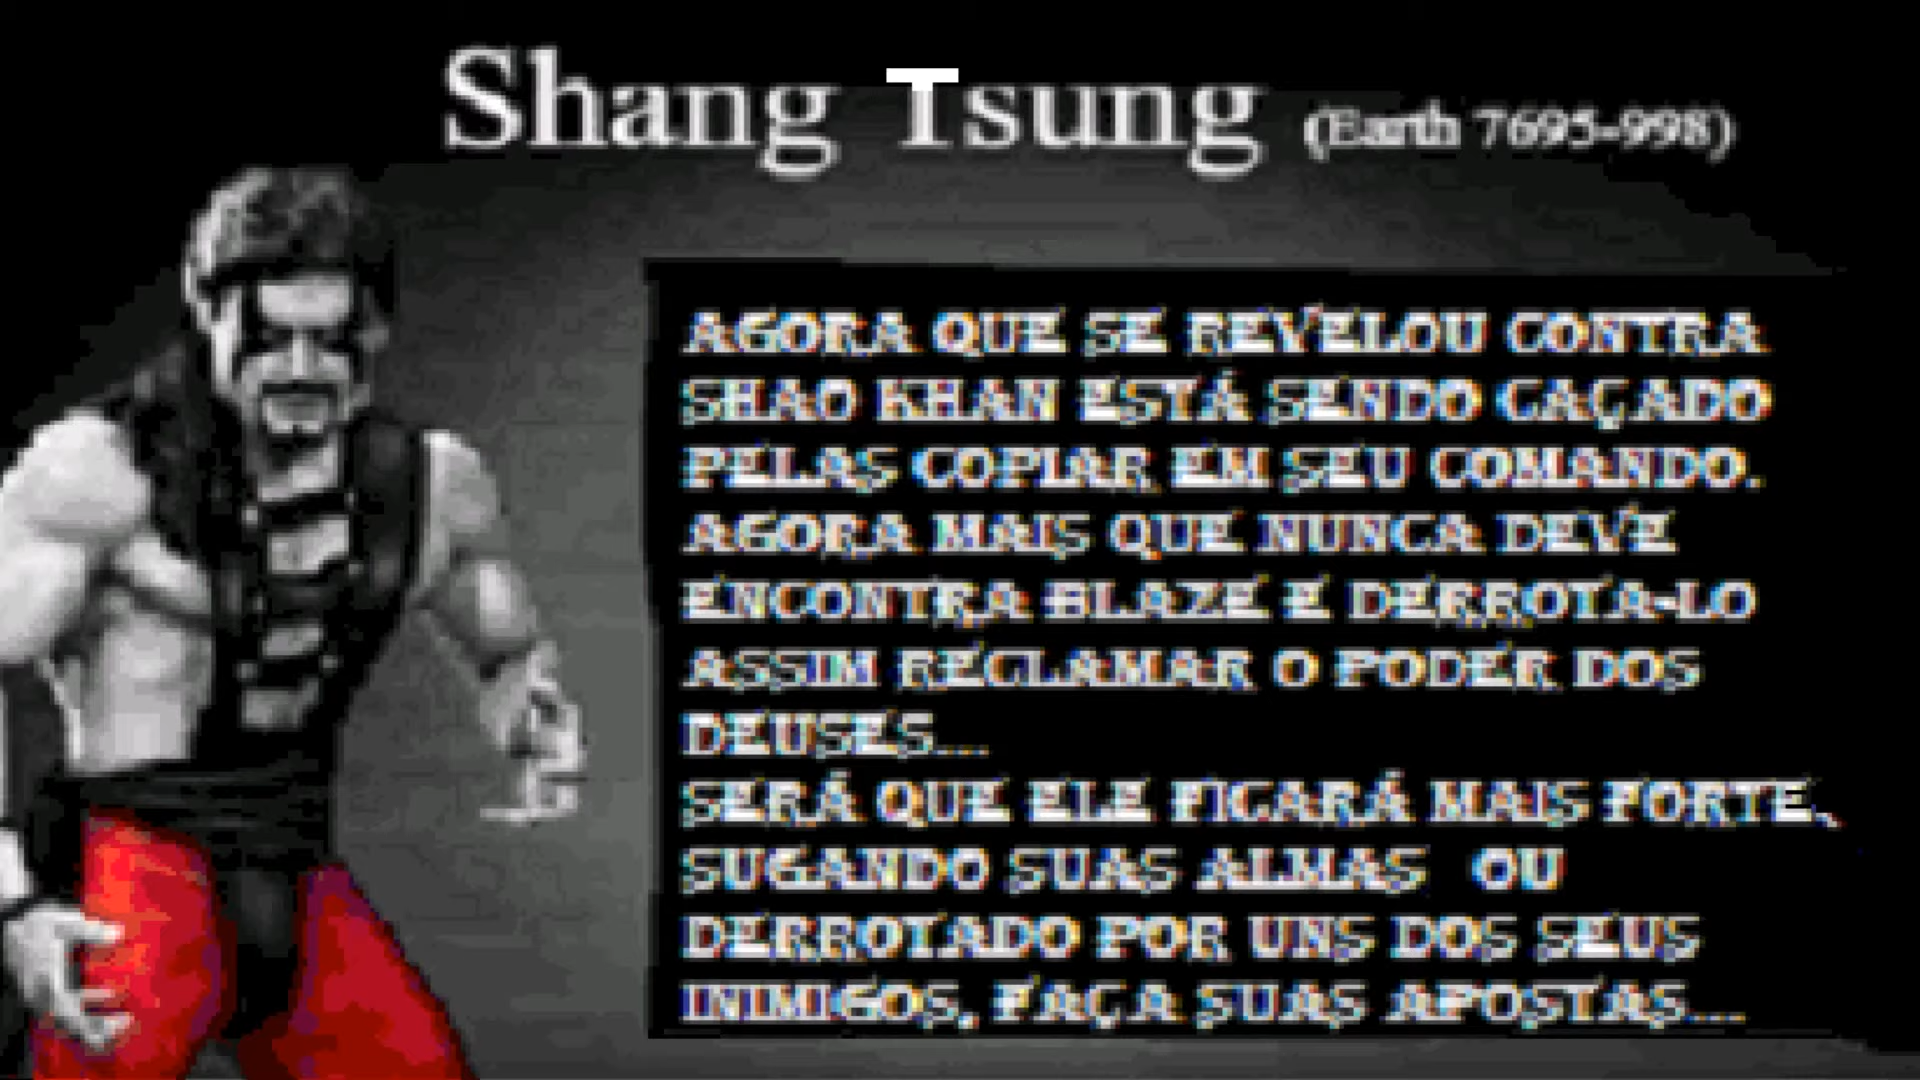 Shang Tsung (Earth 7695-998)
AGORA QUE SE REVELOU CONTRA
SHAO KHAN ESTÁ SENDO CAÇADO
PELAS COPIAR EM SEU COMANDO.
AGORA MAIS QUE NUNCA DEVE
ENCONTRA BLAZE E DERROTA-LO
ASSIM RECLAMAR O PODER DOS
DEUSES...
SERÁ QUE ELE FICARÁ MAIS FORTE,
SUGANDO SUAS ALMAS OU
DERROTADO POR UNS DOS SEUS
INIMIGOS, FAÇA SUAS APOSTAS...